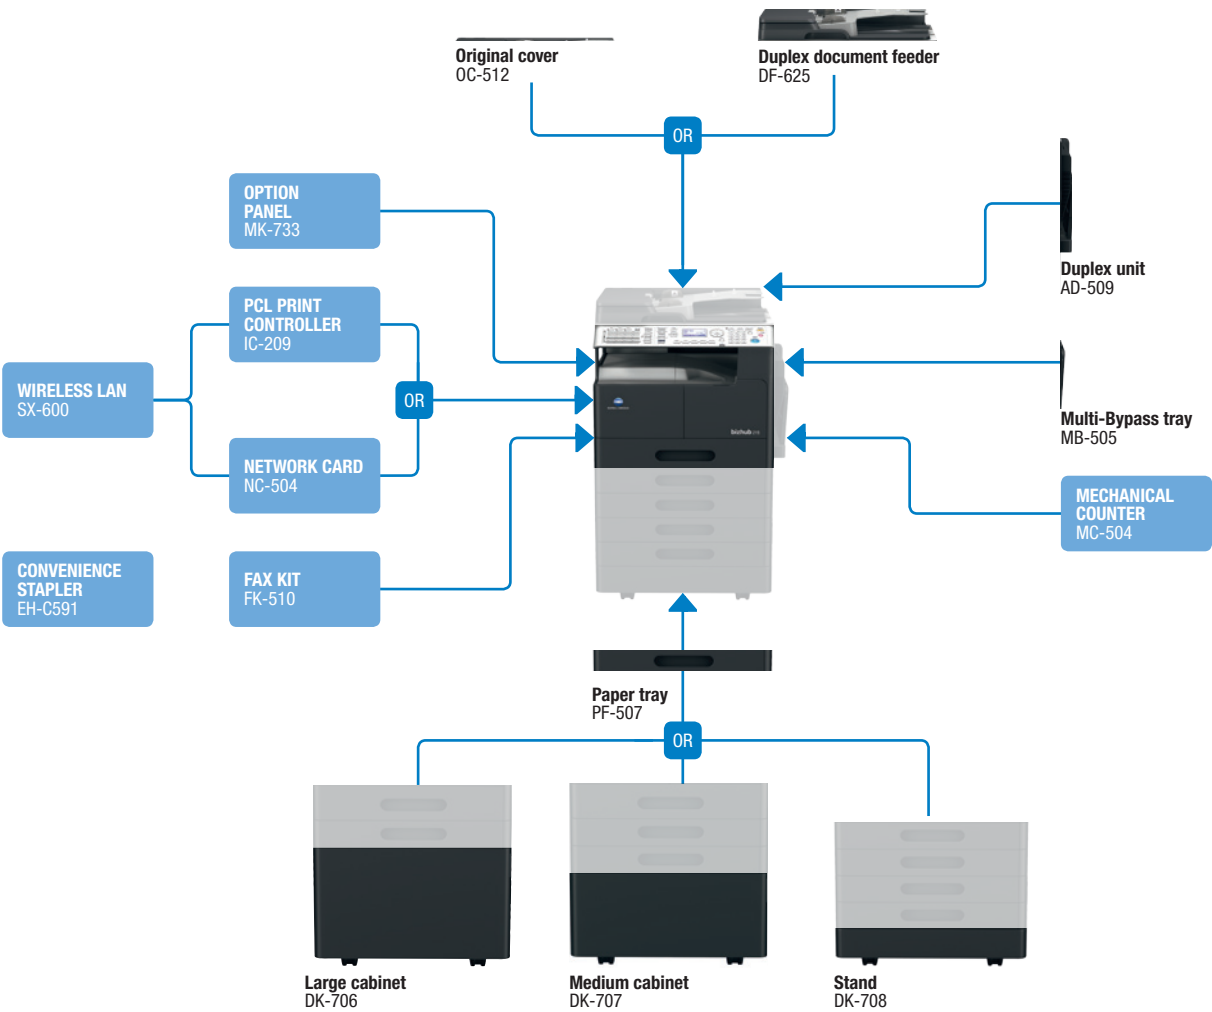 Original cover
OC-512
Duplex document feeder
DF-625
OR
OPTION
PANEL
MK-733
Duplex unit
AD-509
PCL PRINT
CONTROLLER
IC-209
WIRELESS LAN
SX-600
OR
Multi-Bypass tray
MB-505
bizhub
NETWORK CARD
NC-504
MECHANICAL
COUNTER
MC-504
CONVENIENCE
STAPLER
EH-C591
FAX KIT
FK-510
Paper tray
PF-507
OR
Large cabinet
DK-706
Medium cabinet
DK-707
Stand
DK-708